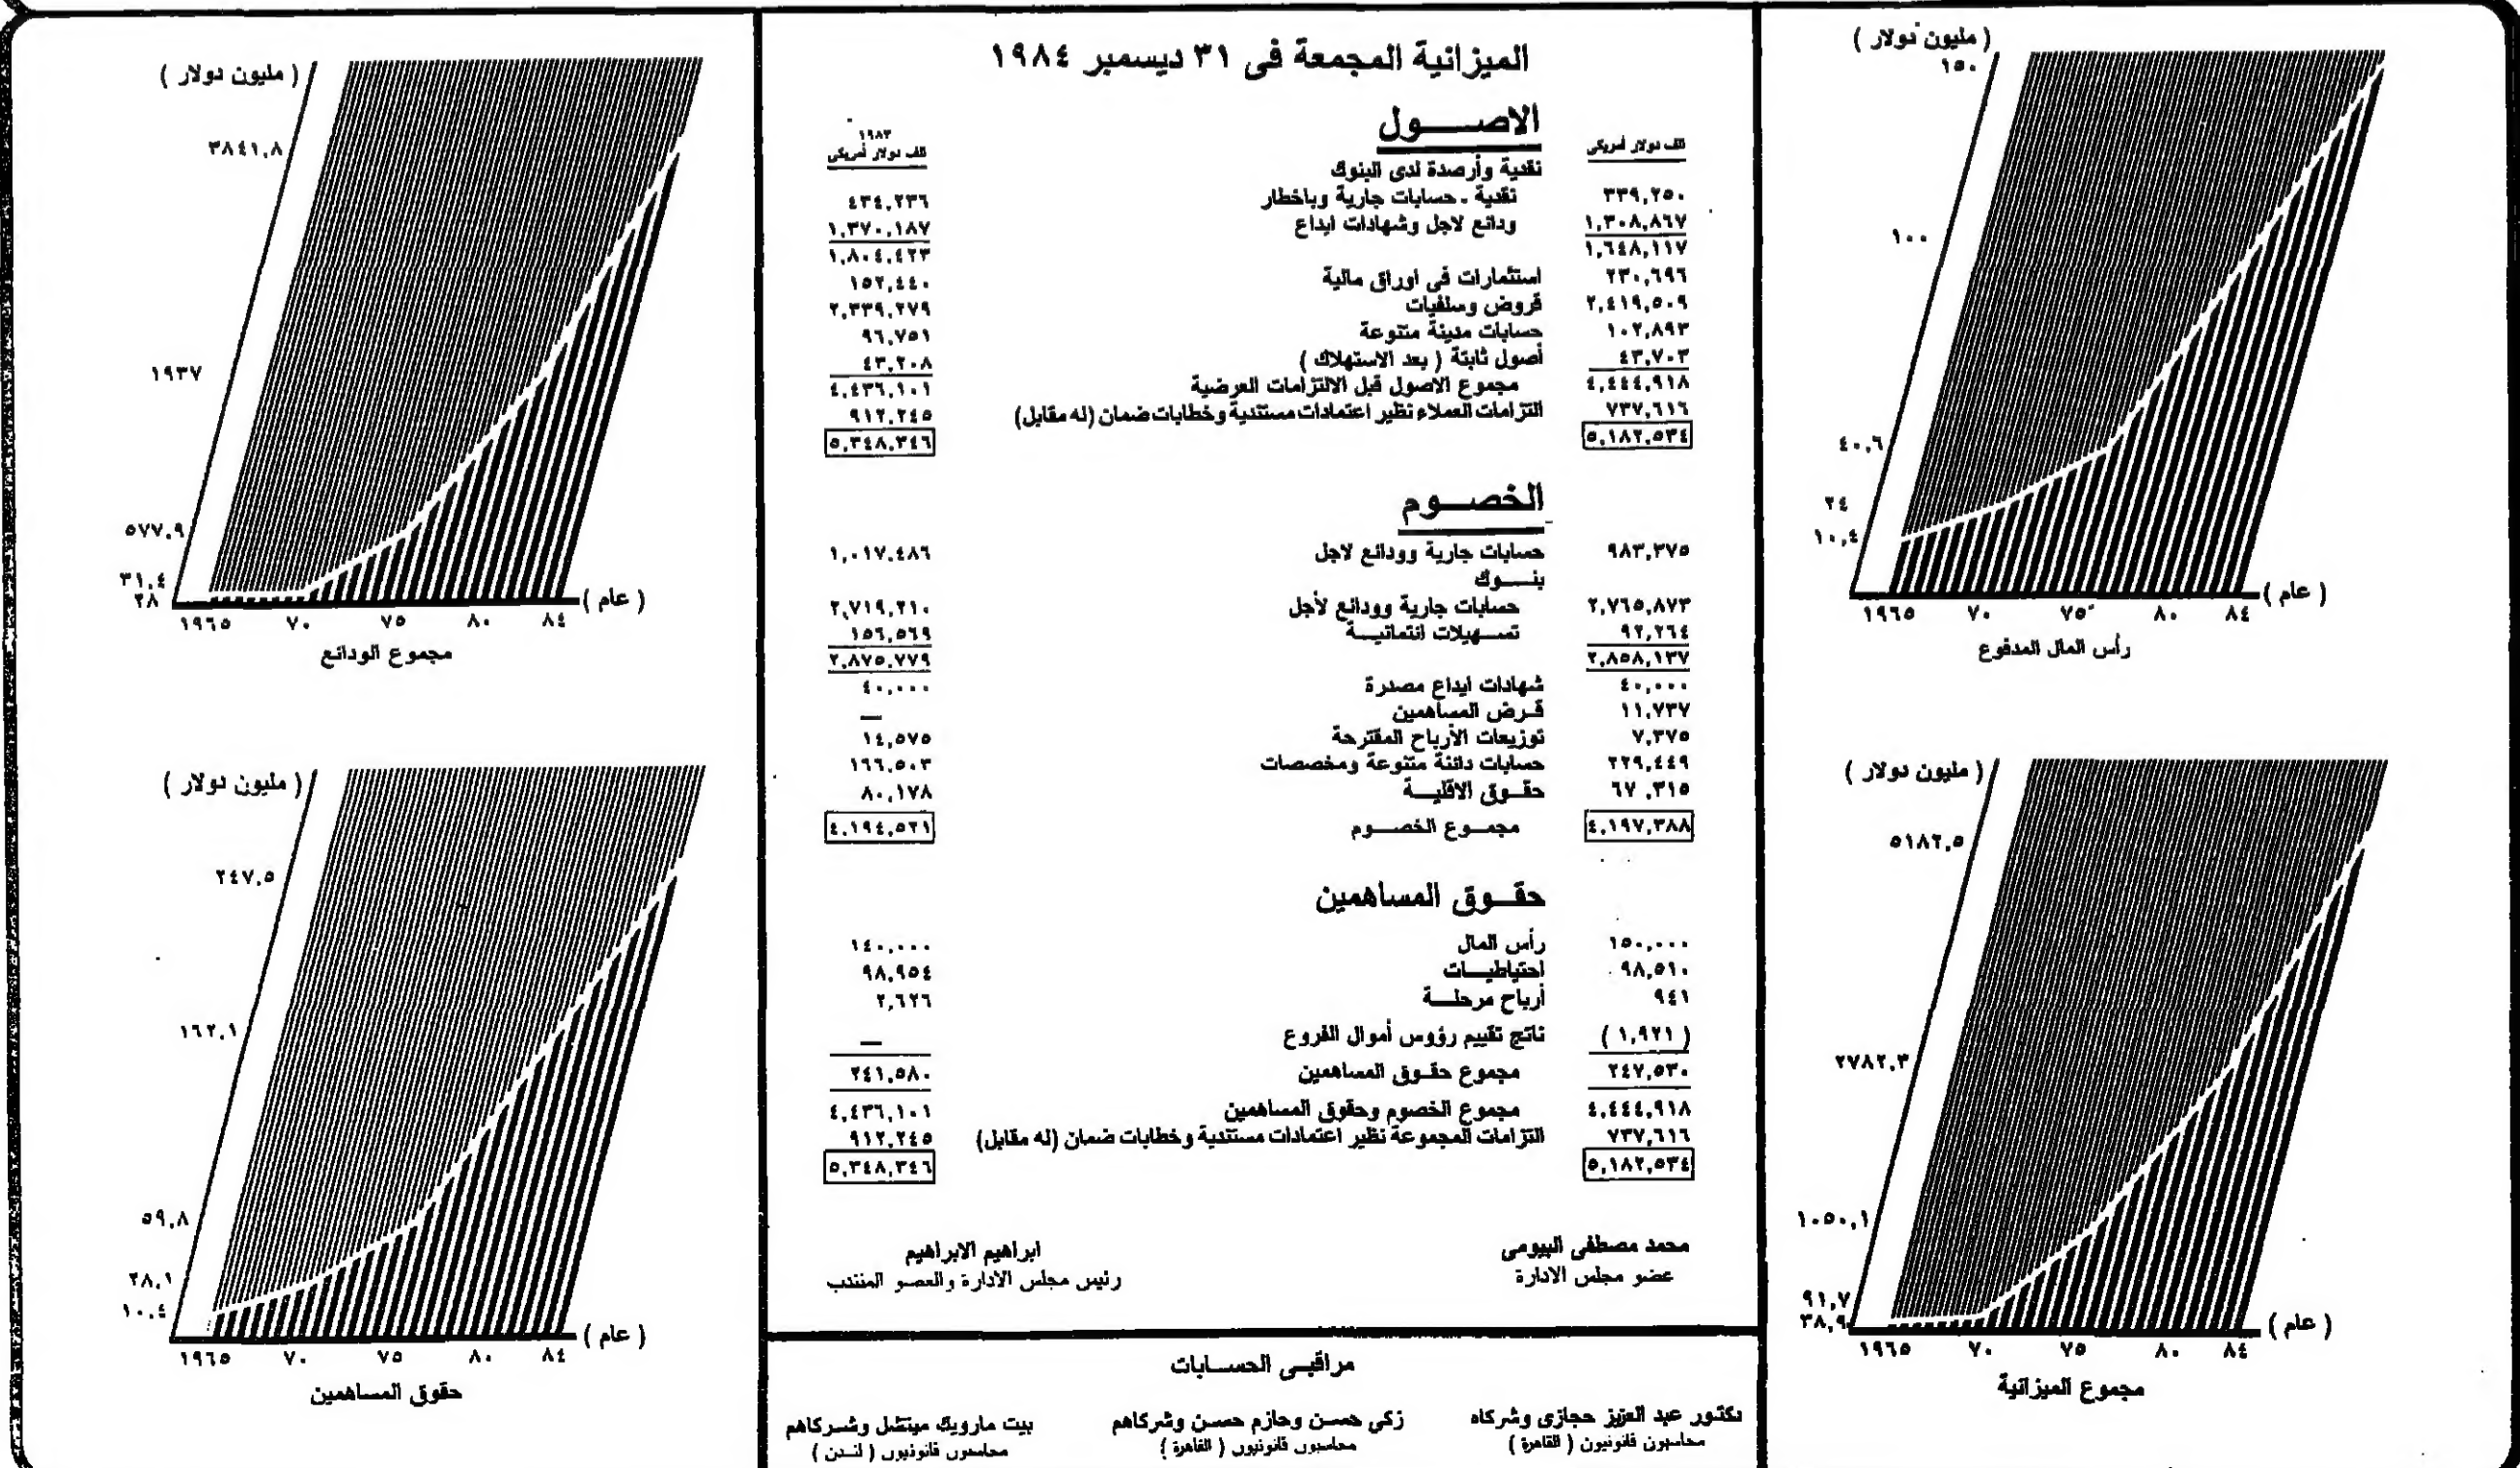 الميزانية المجمعة فى ٣١ ديسمبر ١٩٨٤
الاصــول
الف دولار أمريكى
١٩٨٣
الف دولار أمريكى
نقدية وأرصدة لدى البنوك
٣٣٩,٢٥٠ نقدية . حسابات جارية وباخطار ٤٣٤,٢٣٦
١,٣٠٨,٨٦٧ ودائع لاجل وشهادات ايداع ١,٣٧٠,١٨٧
١,٦٤٨,١١٧ ١,٨٠٤,٤٢٣
٢٣٠,٦٩٦ استثمارات فى اوراق مالية ١٥٢,٤٤٠
٢,٤١٩,٥٠٩ قروض وسلفيات ٢,٣٣٩,٢٧٩
١٠٢,٨٩٣ حسابات مدينة متنوعة ٩٦,٧٥١
٤٣,٧٠٣ أصول ثابتة ( بعد الاستهلاك ) ٤٣,٢٠٨
٤,٤٤٤,٩١٨ مجموع الاصول قبل الالتزامات العرضية ٤,٤٣٦,١٠١
٧٣٧,٦١٦ التزامات العملاء نظير اعتمادات مستندية وخطابات ضمان (له مقابل) ٩١٢,٢٤٥
٥,١٨٢,٥٣٤ ٥,٣٤٨,٣٤٦
الخصــوم
٩٨٣,٣٧٥ حسابات جارية وودائع لاجل ١,٠١٧,٤٨٦
بنــوك
٢,٧٦٥,٨٧٣ حسابات جارية وودائع لأجل ٢,٧١٩,٢١٠
٩٢,٢٦٤ تسـهيلات ائتمانيـة ١٥٦,٥٦٩
٢,٨٥٨,١٣٧ ٢,٨٧٥,٧٧٩
٤٠,٠٠٠ شهادات ايداع مصدرة ٤٠,٠٠٠
١١,٧٣٧ قـرض المساهمين —
٧,٣٧٥ توزيعات الأرباح المقترحة ١٤,٥٧٥
٢٢٩,٤٤٩ حسابات دائنة متنوعة ومخصصات ١٦٦,٥٠٣
٦٧,٣١٥ حقـوق الاقليـة ٨٠,١٧٨
٤,١٩٧,٣٨٨ مجمـوع الخصـوم ٤,١٩٤,٥٢١
حقــوق المساهمين
١٥٠,٠٠٠ رأس المال ١٤٠,٠٠٠
٩٨,٥١٠ احتياطيـات ٩٨,٩٥٤
٩٤١ أرباح مرحلـة ٢,٦٢٦
( ١,٩٢١ ) ناتج تقييم رؤوس أموال الفروع —
٢٤٧,٥٣٠ مجموع حقـوق المساهمين ٢٤١,٥٨٠
٤,٤٤٤,٩١٨ مجموع الخصوم وحقوق المساهمين ٤,٤٣٦,١٠١
٧٣٧,٦١٦ التزامات المجموعة نظير اعتمادات مستندية وخطابات ضمان (له مقابل) ٩١٢,٢٤٥
٥,١٨٢,٥٣٤ ٥,٣٤٨,٣٤٦
محمد مصطفى البيومى
عضو مجلس الادارة
ابراهيم الابراهيم
رئيس مجلس الادارة والعضو المنتدب
مراقبـى الحسـابات
دكتور عبد العزيز حجازى وشركاه
محاسبون قانونيون ( القاهرة )
زكي حسـن وحازم حسـن وشركاهم
محاسبون قانونيون ( القاهرة )
بيت مارويك ميتشل وشـركاهم
محاسبون قانونيون ( لنـدن )
( مليون دولار )
١٥٠
١٠٠
٤٠,٦
٢٤
١٠,٤
( عام )
١٩٦٥ ٧٠ ٧٥ ٨٠ ٨٤
رأس المال المدفوع
( مليون دولار )
٥١٨٢,٥
٢٧٨٢,٣
١٠٥٠,١
٩١,٧
٣٨,٩
( عام )
١٩٦٥ ٧٠ ٧٥ ٨٠ ٨٤
مجموع الميزانية
( مليون دولار )
٣٨٤١,٨
١٩٣٧
٥٧٧,٩
٣١,٤
٢٨
( عام )
١٩٦٥ ٧٠ ٧٥ ٨٠ ٨٤
مجموع الودائع
( مليون دولار )
٢٤٧,٥
١٦٢,١
٥٩,٨
٢٨,١
١٠,٤
( عام )
١٩٦٥ ٧٠ ٧٥ ٨٠ ٨٤
حقوق المساهمين